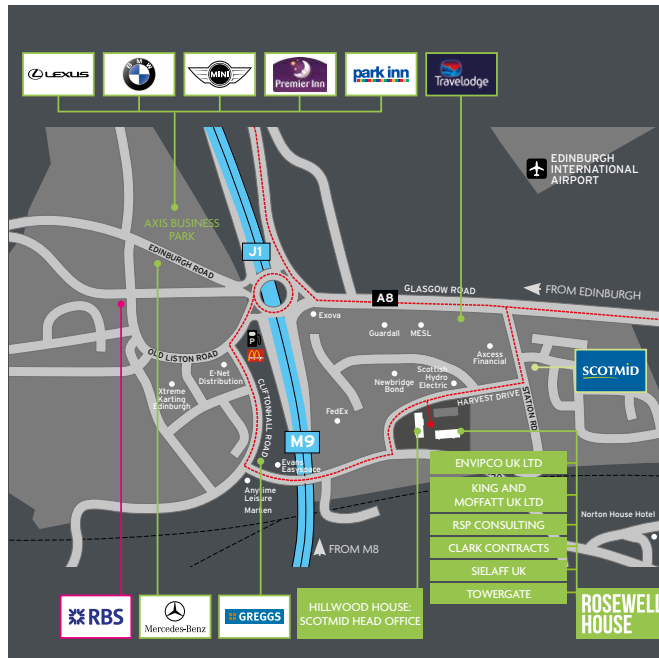 LEXUS
BMW
MINI
Premier Inn
park inn
Travelodge
EDINBURGH
INTERNATIONAL
AIRPORT
AXIS BUSINESS
PARK
EDINBURGH ROAD
J1
A8
GLASGOW ROAD
FROM EDINBURGH
Exova
Guardall
MESL
P
M
OLD LISTON ROAD
E-Net
Distribution
Xtreme
Karting
Edinburgh
CLIFTONHALL ROAD
Axcess
Financial
Scottish
Hydro
Electric
Newbridge
Bond
SCOTMID
HARVEST DRIVE
STATION RD
FedEx
M9
Evans
Easyspace
Anytime
Leisure
Marken
FROM M8
ENVIPCO UK LTD
KING AND
MOFFATT UK LTD
RSP CONSULTING
CLARK CONTRACTS
SIELAFF UK
TOWERGATE
Norton House Hotel
RBS
Mercedes-Benz
GREGGS
HILLWOOD HOUSE:
SCOTMID HEAD OFFICE
ROSEWELL
HOUSE